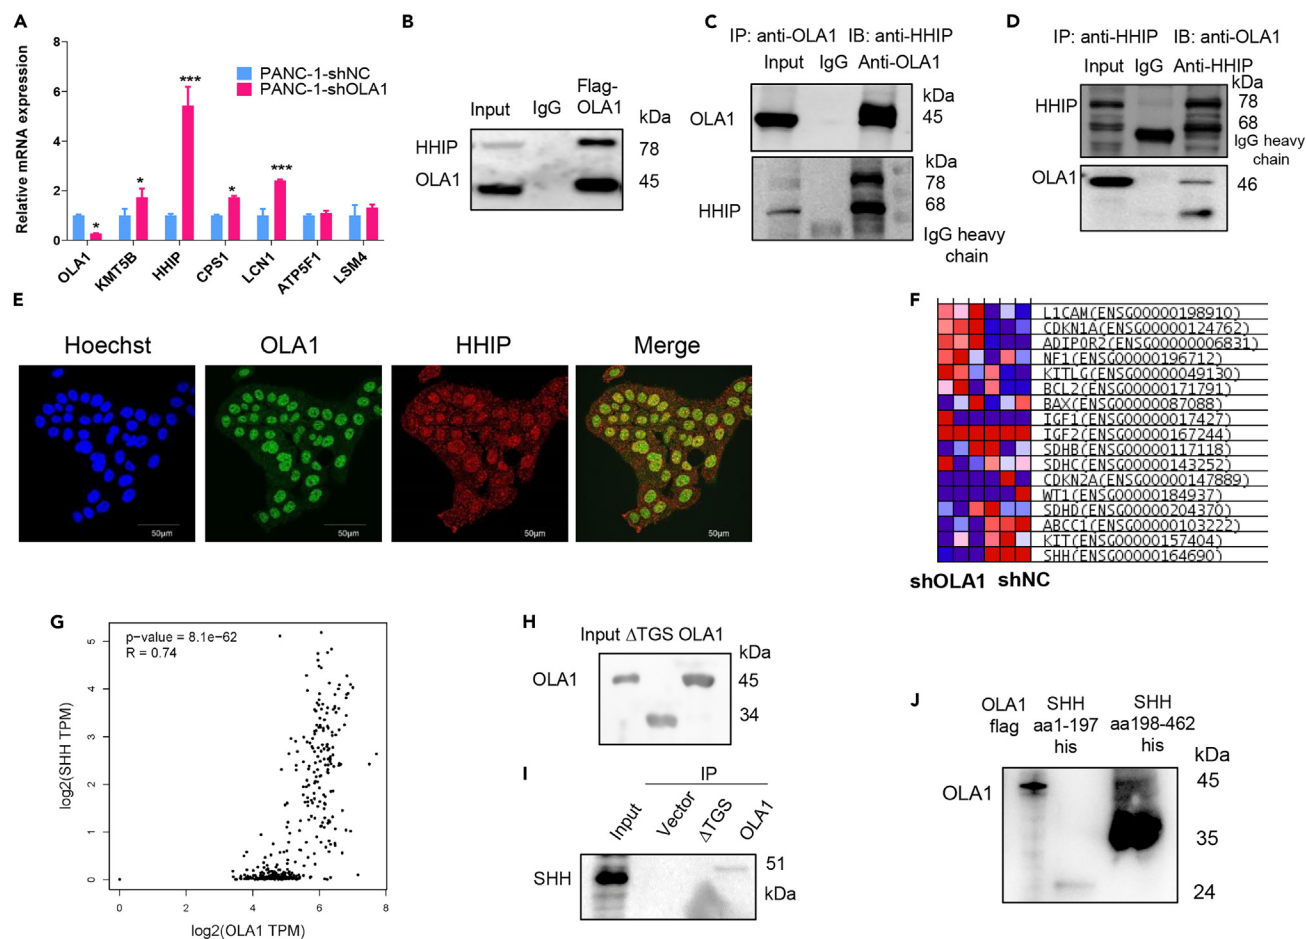 A
8
6
4
2
0
Relative mRNA expression
PANC-1-shNC
PANC-1-shOLA1
* * *** * ***
OLA1 KMT5B HHIP CPS1 LCN1 ATP5F1 LSM4
B
Input IgG Flag-
OLA1
kDa
HHIP 78
OLA1 45
C
IP: anti-OLA1 IB: anti-HHIP
Input IgG Anti-OLA1
kDa
OLA1 45
kDa
78
68
HHIP
IgG heavy
chain
D
IP: anti-HHIP IB: anti-OLA1
Input IgG Anti-HHIP
kDa
HHIP 78
68
IgG heavy
chain
OLA1 46
E
Hoechst OLA1 HHIP Merge
50µm 50µm 50µm 50µm
F
L1CAM(ENSG00000198910)
CDKN1A(ENSG00000124762)
ADIPOR2(ENSG00000006831)
NF1(ENSG00000196712)
KITLG(ENSG00000049130)
BCL2(ENSG00000171791)
BAX(ENSG00000087088)
IGF1(ENSG00000017427)
IGF2(ENSG00000167244)
SDHB(ENSG00000117118)
SDHC(ENSG00000143252)
CDKN2A(ENSG00000147889)
WT1(ENSG00000184937)
SDHD(ENSG00000204370)
ABCC1(ENSG00000103222)
KIT(ENSG00000157404)
SHH(ENSG00000164690)
shOLA1 shNC
G
p-value = 8.1e-62
R = 0.74
5
4
3
2
1
0
log2(SHH TPM)
0 2 4 6 8
log2(OLA1 TPM)
H
Input ΔTGS OLA1
kDa
OLA1 45
34
I
IP
Input Vector ΔTGS OLA1
SHH 51
kDa
J
OLA1
flag
SHH
aa1-197
his
SHH
aa198-462
his
kDa
OLA1 45
35
24